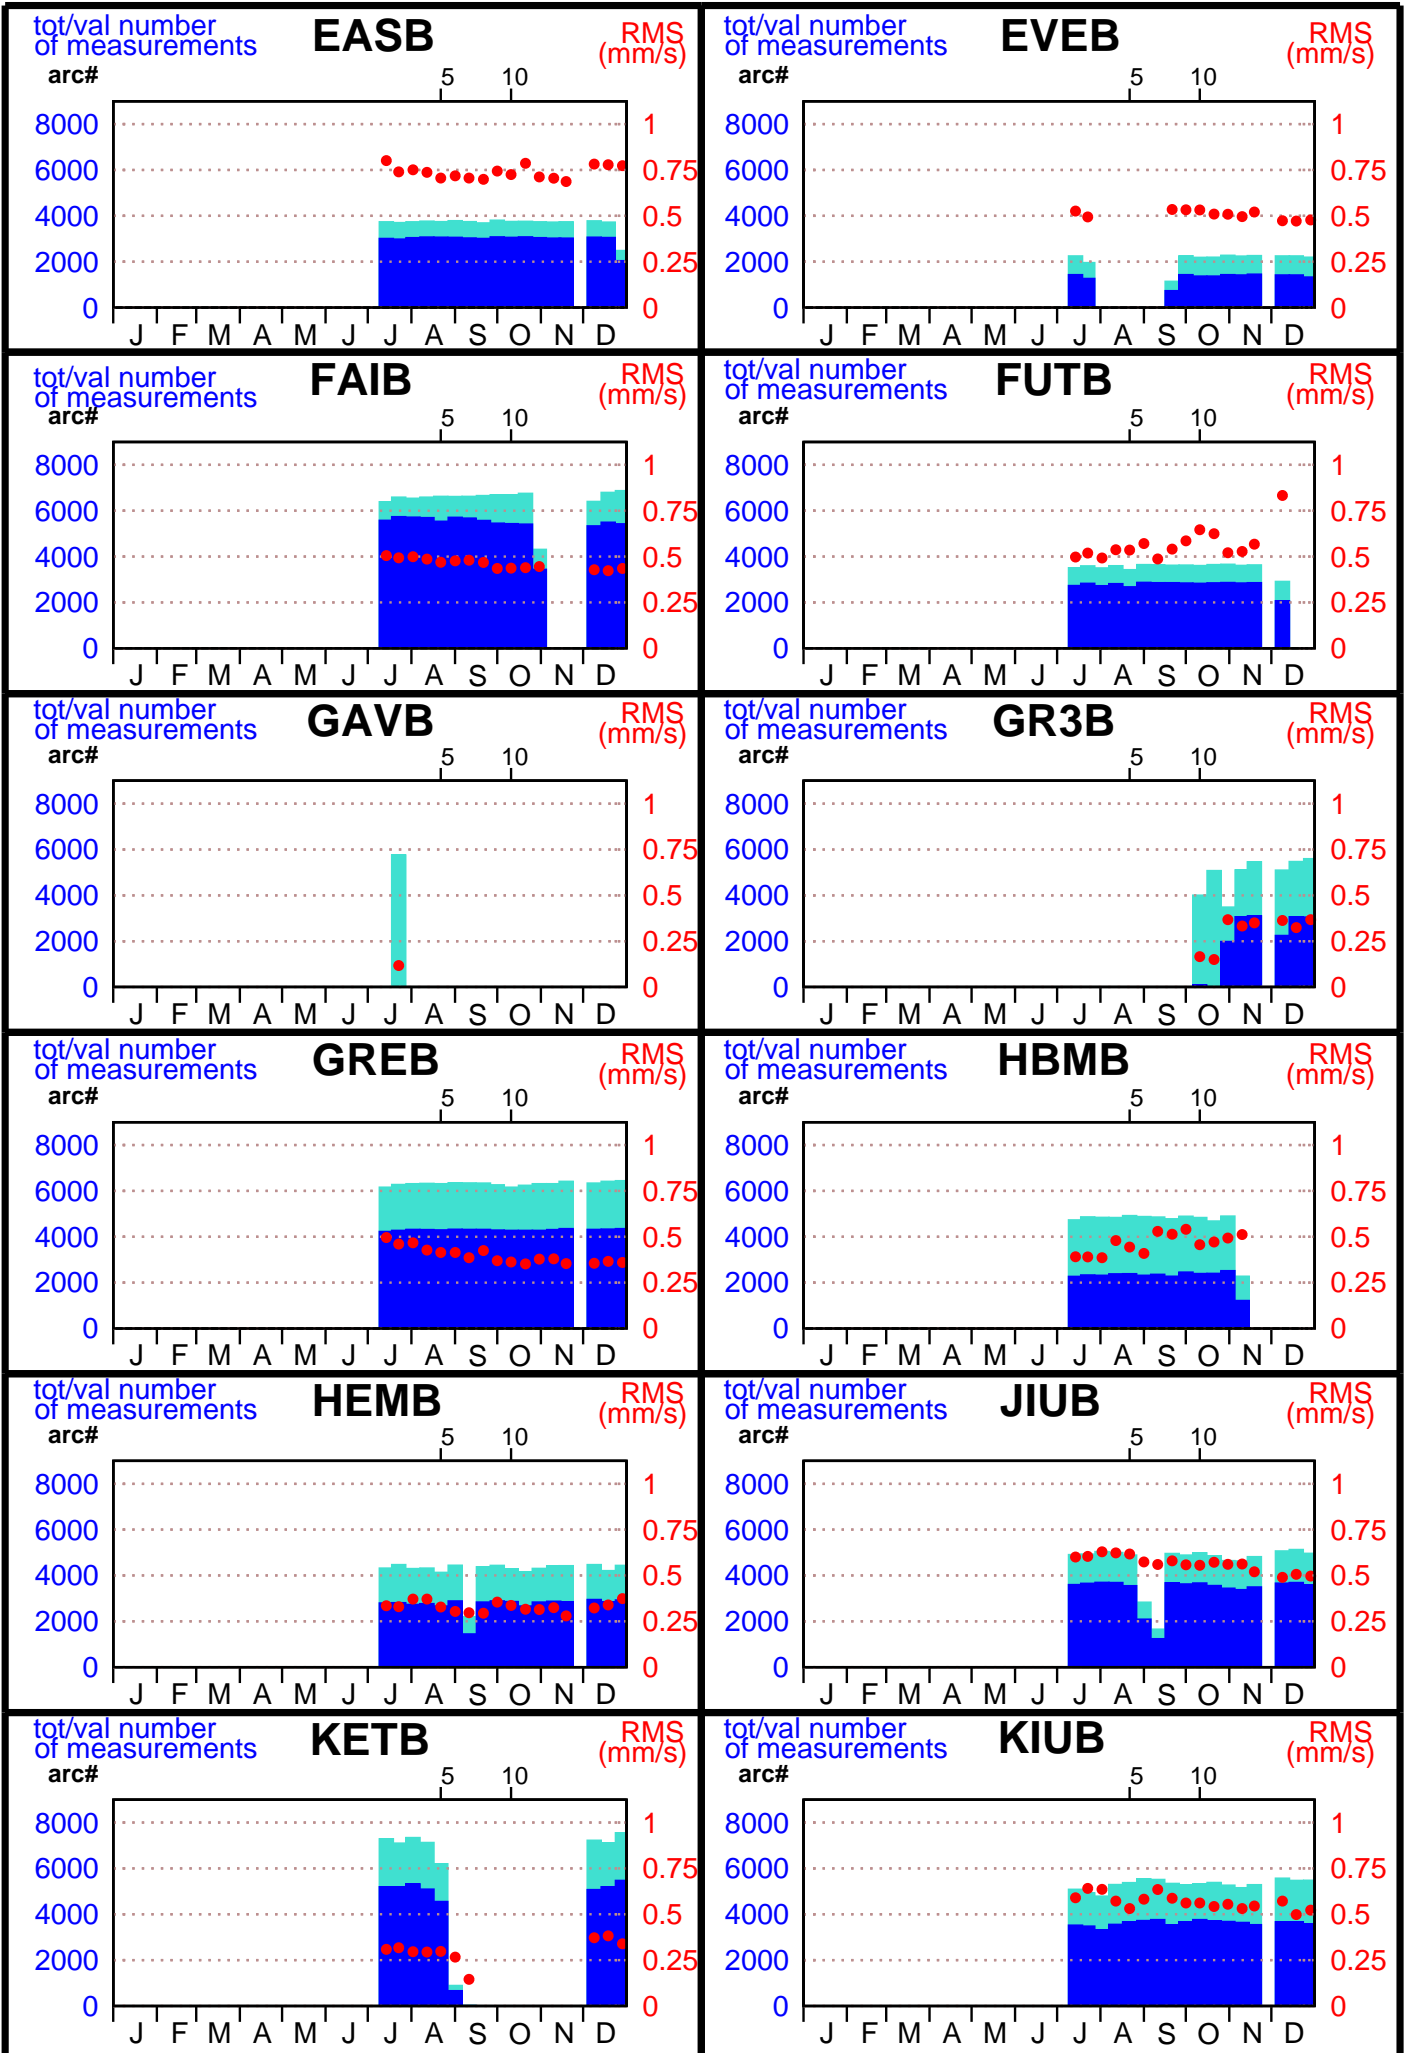 tot/val number EASB RMS
of measurements (mm/s)
arc# 5 10
8000 1
6000 0.75
4000 0.5
2000 0.25
0 0
J F M A M J J A S O N D
tot/val number EVEB RMS
of measurements (mm/s)
arc# 5 10
8000 1
6000 0.75
4000 0.5
2000 0.25
0 0
J F M A M J J A S O N D
tot/val number FAIB RMS
of measurements (mm/s)
arc# 5 10
8000 1
6000 0.75
4000 0.5
2000 0.25
0 0
J F M A M J J A S O N D
tot/val number FUTB RMS
of measurements (mm/s)
arc# 5 10
8000 1
6000 0.75
4000 0.5
2000 0.25
0 0
J F M A M J J A S O N D
tot/val number GAVB RMS
of measurements (mm/s)
arc# 5 10
8000 1
6000 0.75
4000 0.5
2000 0.25
0 0
J F M A M J J A S O N D
tot/val number GR3B RMS
of measurements (mm/s)
arc# 5 10
8000 1
6000 0.75
4000 0.5
2000 0.25
0 0
J F M A M J J A S O N D
tot/val number GREB RMS
of measurements (mm/s)
arc# 5 10
8000 1
6000 0.75
4000 0.5
2000 0.25
0 0
J F M A M J J A S O N D
tot/val number HBMB RMS
of measurements (mm/s)
arc# 5 10
8000 1
6000 0.75
4000 0.5
2000 0.25
0 0
J F M A M J J A S O N D
tot/val number HEMB RMS
of measurements (mm/s)
arc# 5 10
8000 1
6000 0.75
4000 0.5
2000 0.25
0 0
J F M A M J J A S O N D
tot/val number JIUB RMS
of measurements (mm/s)
arc# 5 10
8000 1
6000 0.75
4000 0.5
2000 0.25
0 0
J F M A M J J A S O N D
tot/val number KETB RMS
of measurements (mm/s)
arc# 5 10
8000 1
6000 0.75
4000 0.5
2000 0.25
0 0
J F M A M J J A S O N D
tot/val number KIUB RMS
of measurements (mm/s)
arc# 5 10
8000 1
6000 0.75
4000 0.5
2000 0.25
0 0
J F M A M J J A S O N D